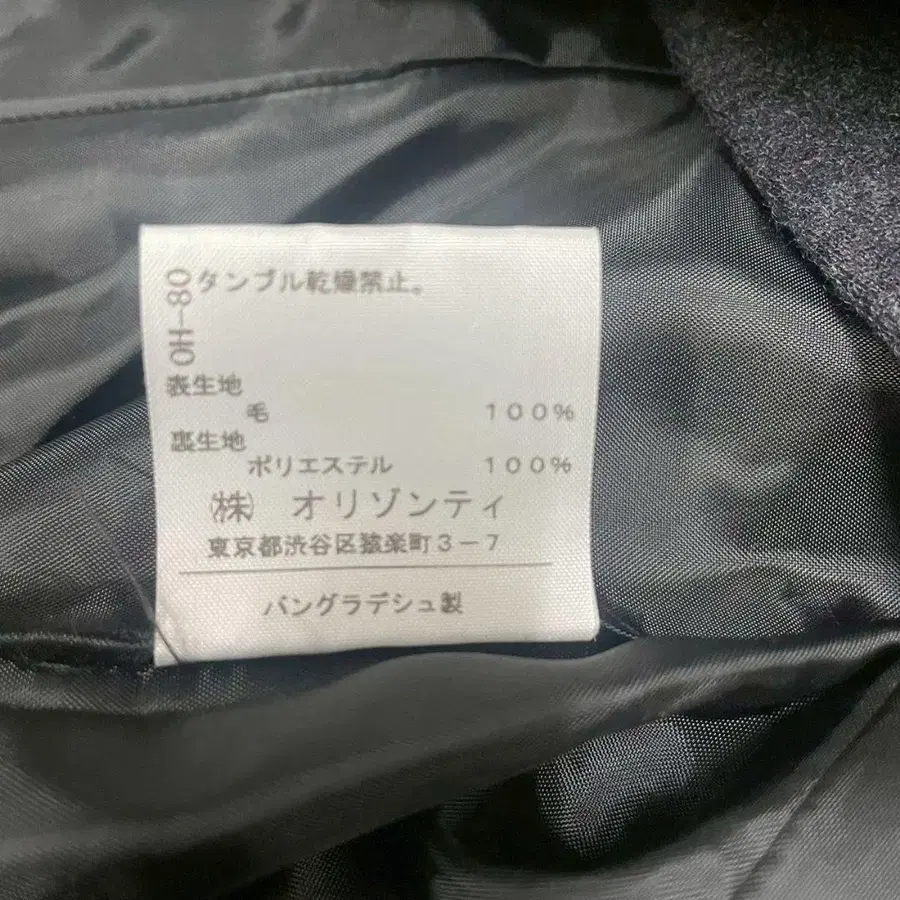 タンブル乾燥禁止。
OH-80
表生地
毛 100%
裏生地
ポリエステル 100%
(株) オリゾンティ
東京都渋谷区猿楽町3-7
バングラデシュ製